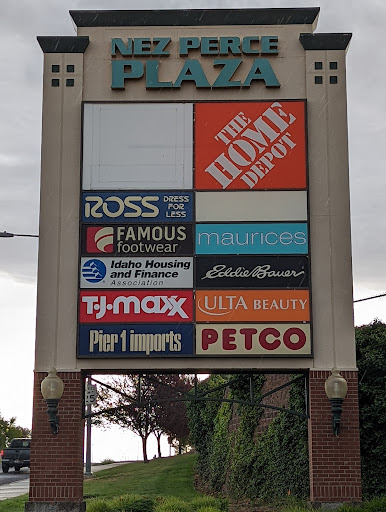 NEZ PERCE
PLAZA
THE
HOME
DEPOT
ROSS DRESS
FOR
LESS
FAMOUS
footwear
maurices
Idaho Housing
and Finance
Association
Eddie Bauer
T·J·maxx
ULTA BEAUTY
Pier 1 imports
PETCO